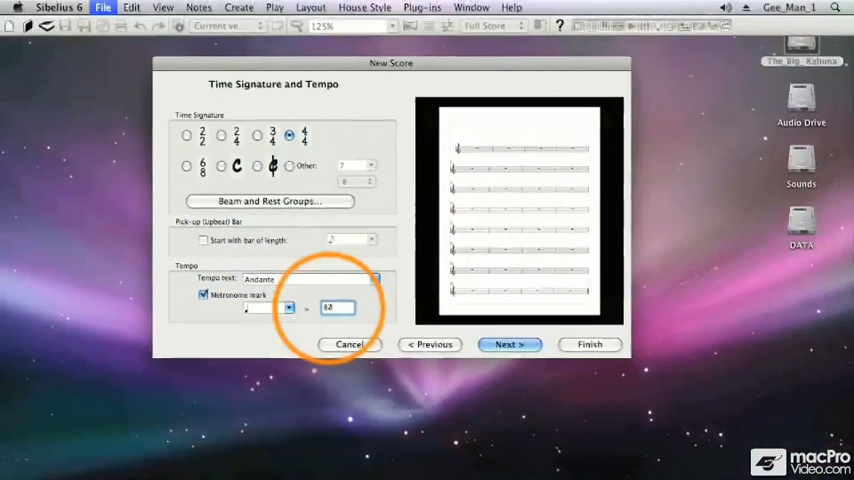 Sibelius 6 File Edit View Notes Create Play Layout House Style Plug-ins Window Help Gee_Man_1
Current ve 125% Full Score ?
New Score
The_Big_Kahuna
Time Signature and Tempo
Time Signature
2 2 2 4 3 4 4 4
6 8 C Other: 7
8
Beam and Rest Groups...
Pick-up (Upbeat) Bar
Start with bar of length:
Tempo
Tempo text: Andante
Metronome mark
= 82
Cancel < Previous Next > Finish
Audio Drive
Sounds
DATA
macPro
Video.com